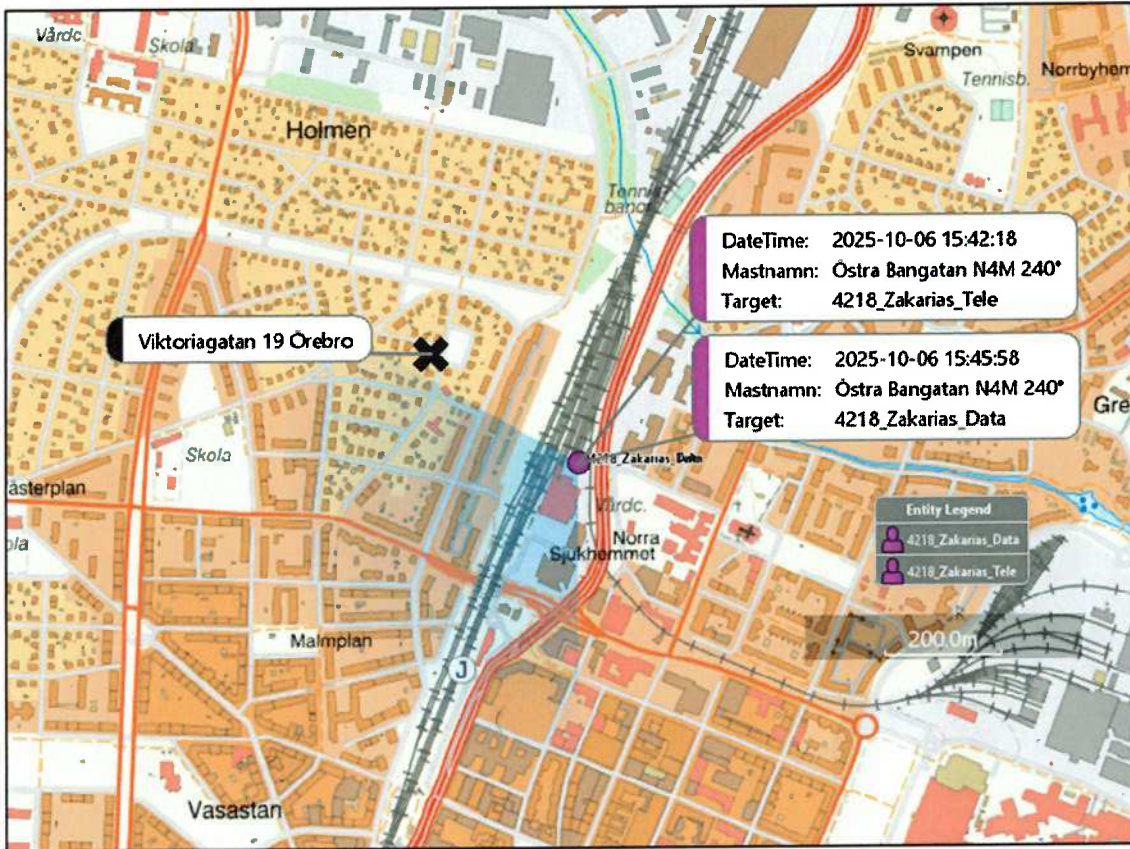 Vårdc.
Skola
Svampen
Tennisb.
Norrbyhem
Holmen
Tennis
banor
DateTime: 2025-10-06 15:42:18
Mastnamn: Östra Bangatan N4M 240°
Target: 4218_Zakarias_Tele
Viktoriagatan 19 Örebro
DateTime: 2025-10-06 15:45:58
Mastnamn: Östra Bangatan N4M 240°
Target: 4218_Zakarias_Data
Gre
Skola
ästerplan
Vårdc.
Norra
Sjukhemmet
Entity Legend
4218_Zakarias_Data
4218_Zakarias_Tele
ola
Malmplan
200.0m
J
Vasastan